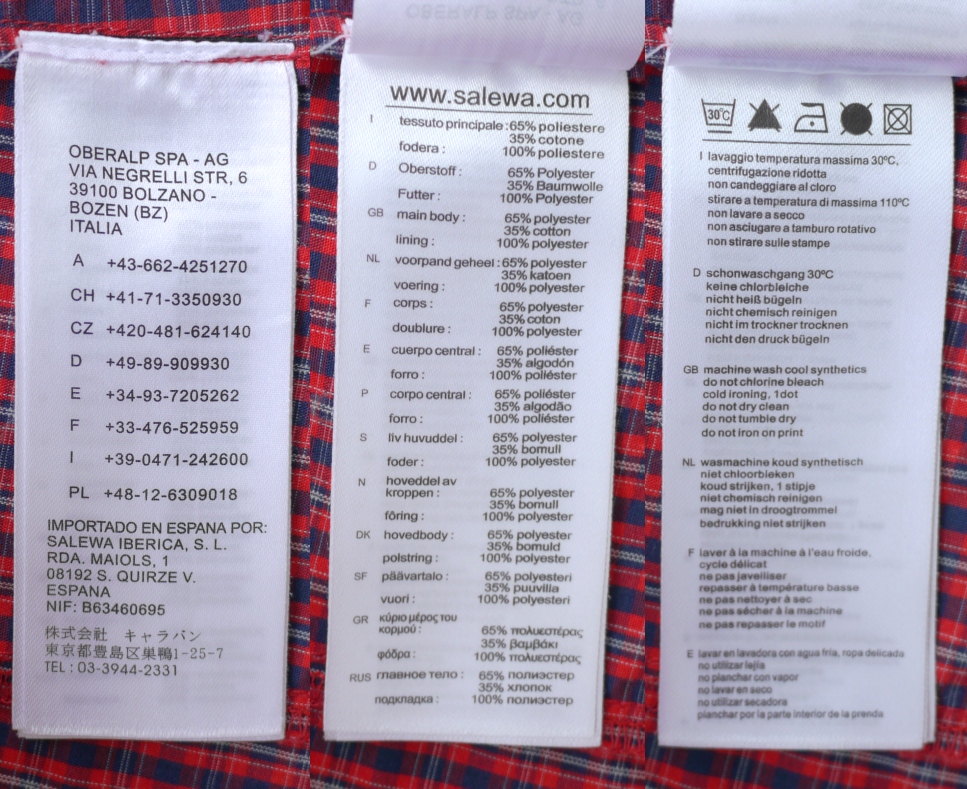 OBERALP SPA - AG
VIA NEGRELLI STR, 6
39100 BOLZANO -
BOZEN (BZ)
ITALIA
A +43-662-4251270
CH +41-71-3350930
CZ +420-481-624140
D +49-89-909930
E +34-93-7205262
F +33-476-525959
I +39-0471-242600
PL +48-12-6309018
IMPORTADO EN ESPANA POR:
SALEWA IBERICA, S. L.
RDA. MAIOLS, 1
08192 S. QUIRZE V.
ESPANA
NIF: B63460695
株式会社 キャラバン
東京都豊島区巣鴨1-25-7
TEL : 03-3944-2331
OBERALP SPA - AG
www.salewa.com
I tessuto principale : 65% poliestere
35% cotone
fodera : 100% poliestere
D Oberstoff : 65% Polyester
35% Baumwolle
Futter : 100% Polyester
GB main body : 65% polyester
35% cotton
lining : 100% polyester
NL voorpand geheel : 65% polyester
35% katoen
voering : 100% polyester
F corps : 65% polyester
35% coton
doublure : 100% polyester
E cuerpo central : 65% poliéster
35% algodón
forro : 100% poliéster
P corpo central : 65% poliéster
35% algodão
forro : 100% poliéster
S liv huvuddel : 65% polyester
35% bomull
foder : 100% polyester
N hoveddel av
kroppen : 65% polyester
35% bomull
fôring : 100% polyester
DK hovedbody : 65% polyester
35% bomuld
polstring : 100% polyester
SF päävartalo : 65% polyesteri
35% puuvilla
vuori : 100% polyesteri
GR κύριο μέρος του
κορμού : 65% πολυεστέρας
35% βαμβάκι
φόδρα : 100% πολυεστέρας
RUS главное тело : 65% полиэстер
35% хлопок
подкладка : 100% полиэстер
30°C
I lavaggio temperatura massima 30ºC,
centrifugazione ridotta
non candeggiare al cloro
stirare a temperatura di massima 110ºC
non lavare a secco
non asciugare a tamburo rotativo
non stirare sulle stampe
D schonwaschgang 30ºC
keine chlorbleiche
nicht heiß bügeln
nicht chemisch reinigen
nicht im trockner trocknen
nicht den druck bügeln
GB machine wash cool synthetics
do not chlorine bleach
cold ironing, 1dot
do not dry clean
do not tumble dry
do not iron on print
NL wasmachine koud synthetisch
niet chloorbleken
koud strijken, 1 stipje
niet chemisch reinigen
mag niet in droogtrommel
bedrukking niet strijken
F laver à la machine à l'eau froide,
cycle délicat
ne pas javelliser
repasser à température basse
ne pas nettoyer à sec
ne pas sécher à la machine
ne pas repasser le motif
E lavar en lavadora con agua fria, ropa delicada
no utilizar lejia
no planchar con vapor
no lavar en seco
no utilizar secadora
planchar por la parte interior de la prenda